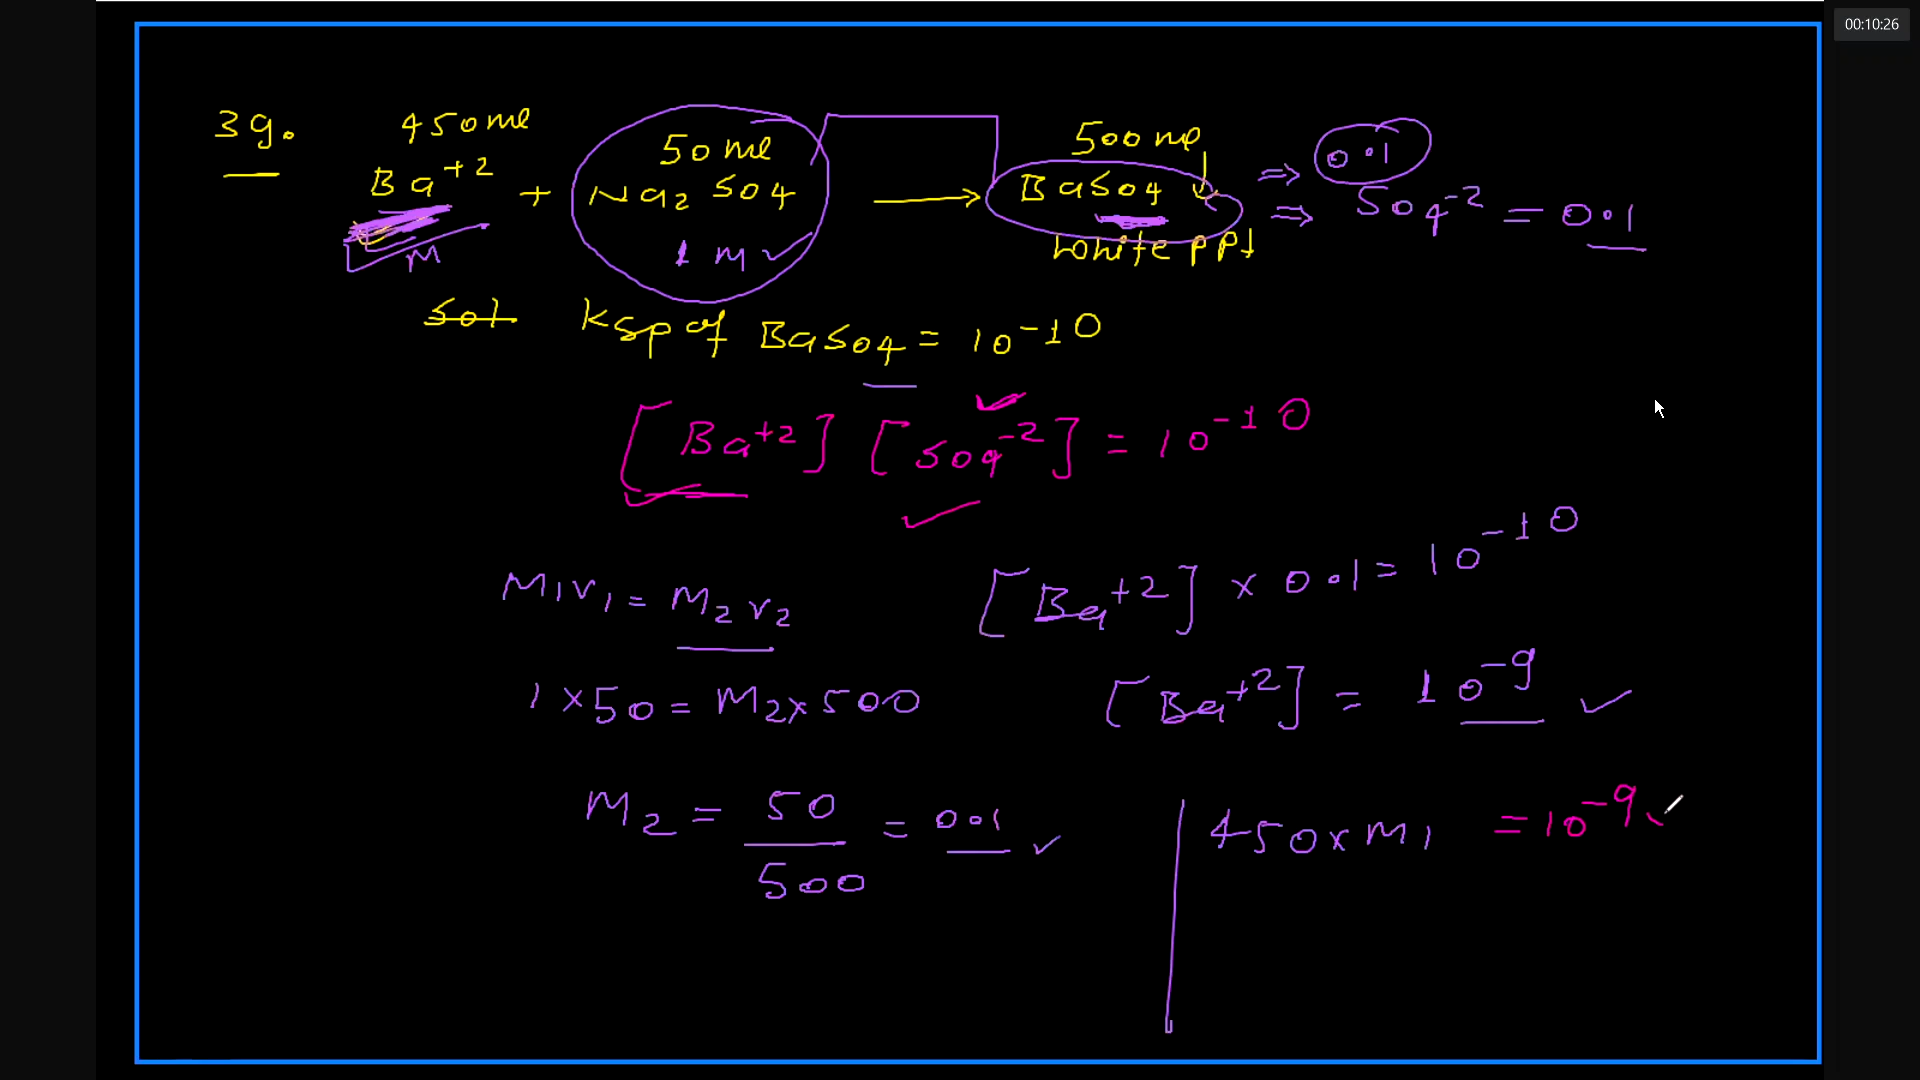 00:10:26
39.
450 ml
50 ml
500 ml
⇒ 0.1
Ba+2 + Na2SO4 → BaSO4 ↓ ⇒ SO4-2 = 0.1
M
1 M ✓
White ppt
Sol
Ksp of BaSO4 = 10-10
[Ba+2] [SO4-2] = 10-10
M1V1 = M2V2
[Ba+2] × 0.1 = 10-10
1 × 50 = M2 × 500
[Ba+2] = 10-9 ✓
M2 = 50/500 = 0.1 ✓
450 × M1 = 10-9